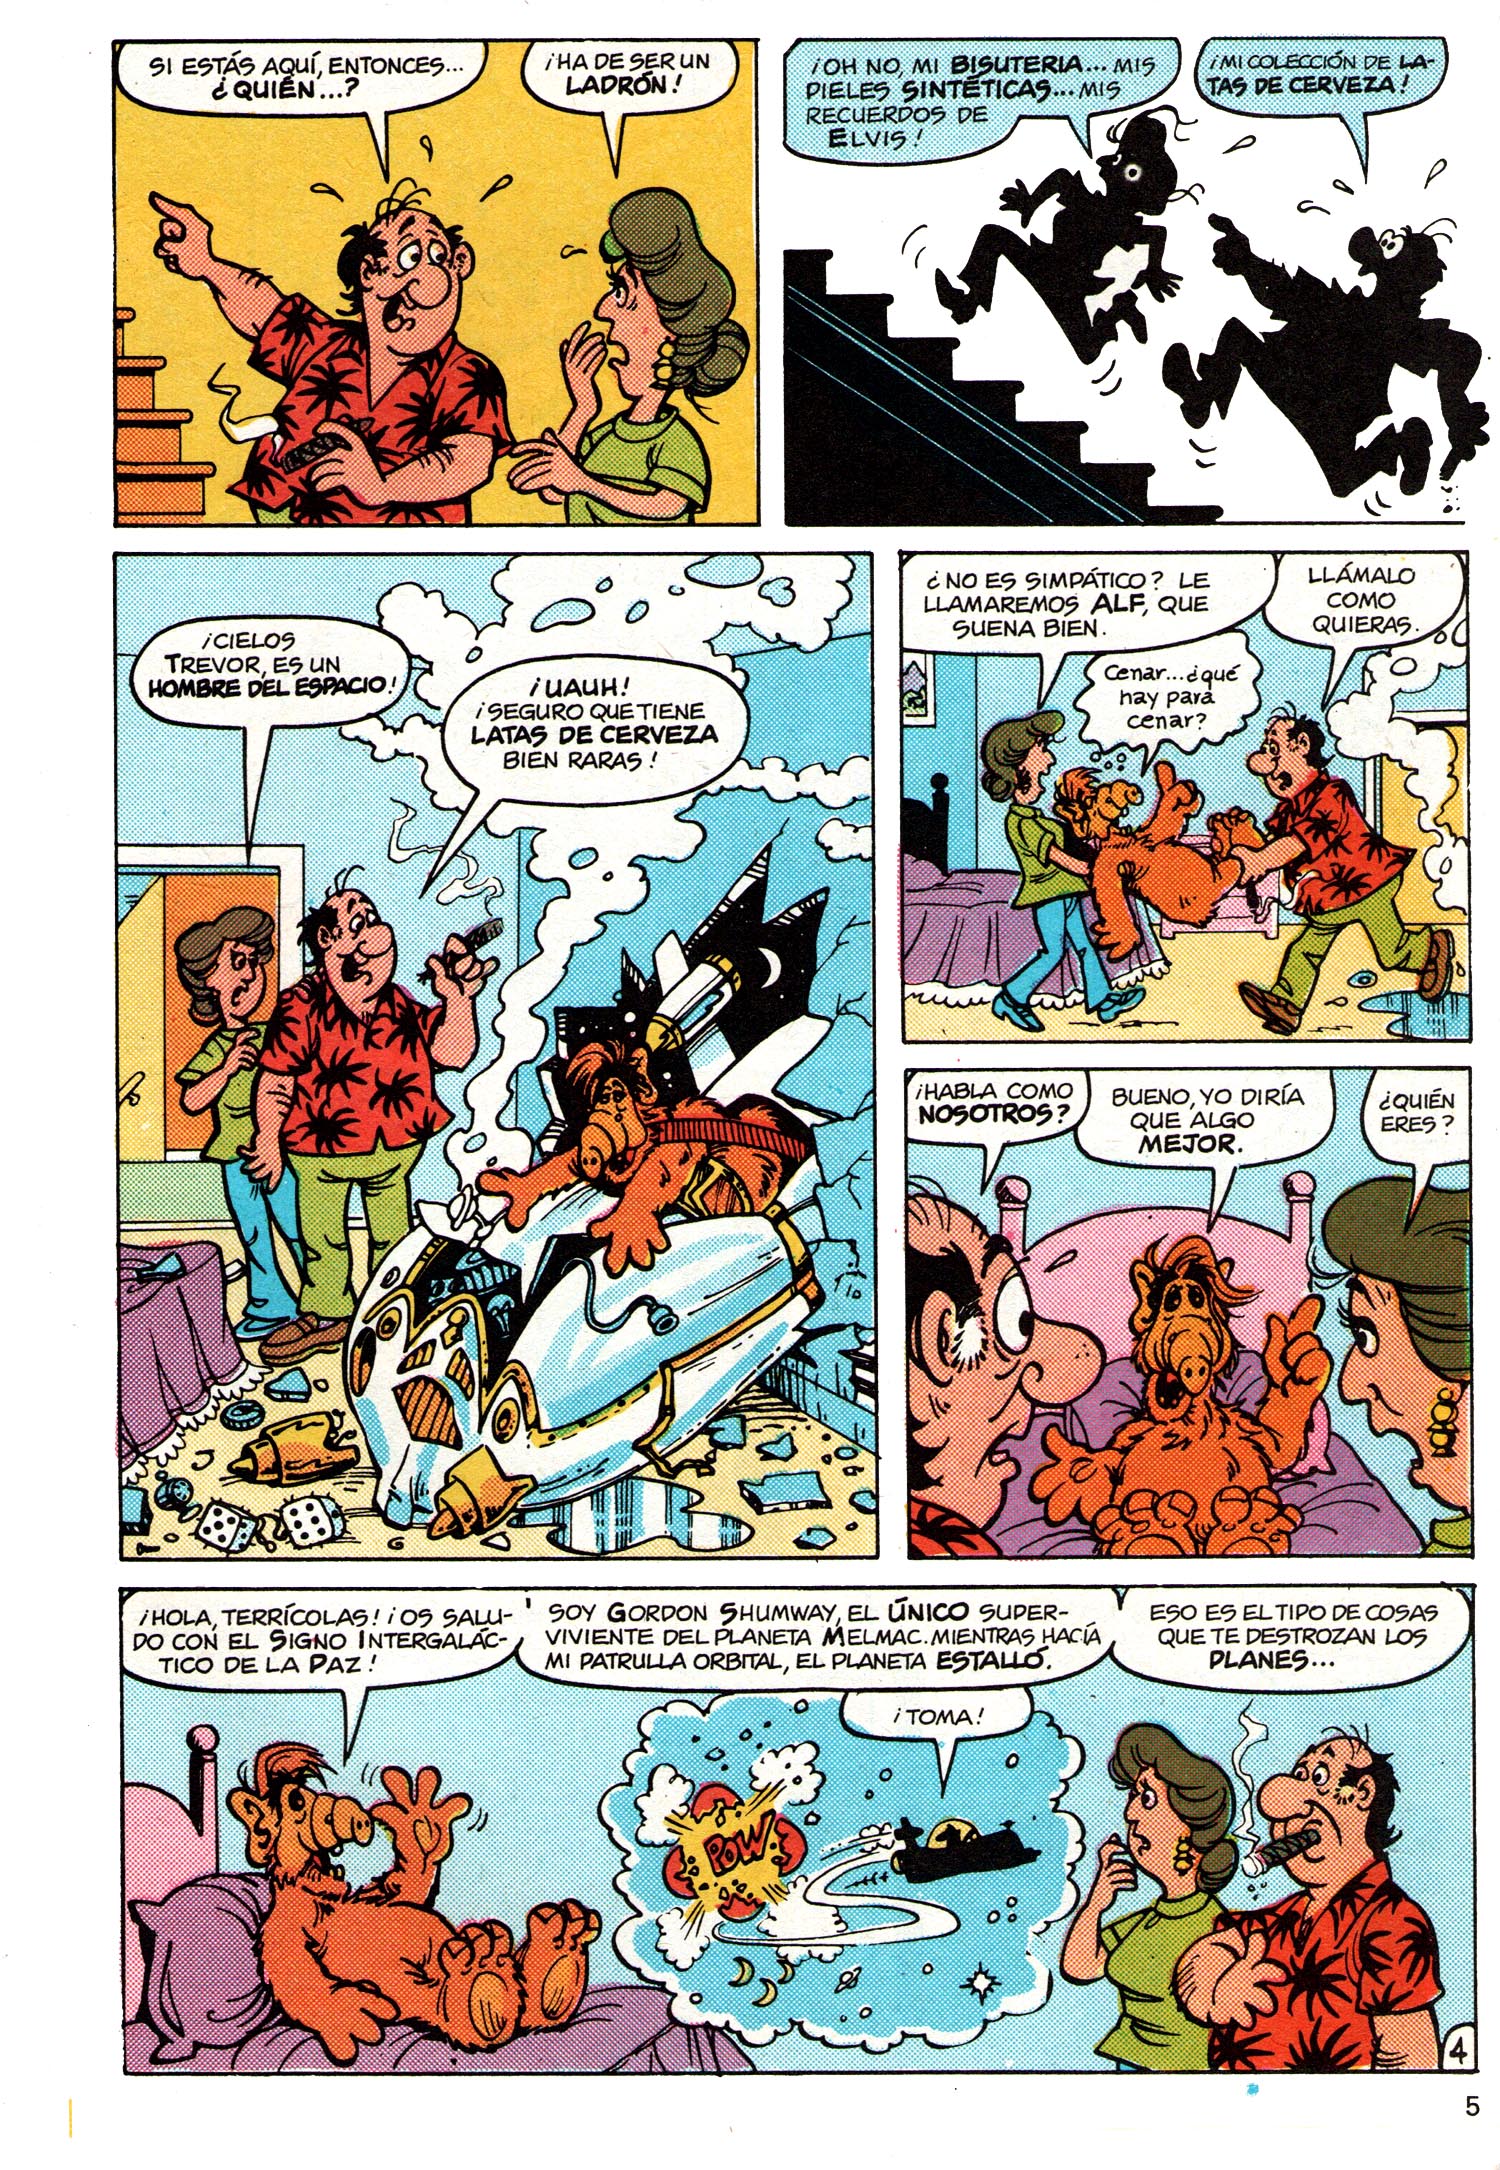 SI ESTÁS AQUÍ, ENTONCES...
¿QUIÉN...?
¡HA DE SER UN
LADRÓN!
¡OH NO, MI BISUTERIA... MIS
PIELES SINTÉTICAS... MIS
RECUERDOS DE
ELVIS!
¡MI COLECCIÓN DE LA-
TAS DE CERVEZA!
¡CIELOS
TREVOR, ES UN
HOMBRE DEL ESPACIO!
¡UAUH!
¡SEGURO QUE TIENE
LATAS DE CERVEZA
BIEN RARAS!
¿NO ES SIMPÁTICO? LE
LLAMAREMOS ALF, QUE
SUENA BIEN.
Cenar...¿qué
hay para
cenar?
LLÁMALO
COMO
QUIERAS.
¡HABLA COMO
NOSOTROS?
BUENO, YO DIRÍA
QUE ALGO
MEJOR.
¿QUIÉN
ERES?
¡HOLA, TERRÍCOLAS! ¡OS SALU-
DO CON EL SIGNO INTERGALÁC-
TICO DE LA PAZ!
SOY GORDON SHUMWAY, EL ÚNICO SUPER-
VIVIENTE DEL PLANETA MELMAC. MIENTRAS HACÍA
MI PATRULLA ORBITAL, EL PLANETA ESTALLÓ.
POW
¡TOMA!
ESO ES EL TIPO DE COSAS
QUE TE DESTROZAN LOS
PLANES...
4
5